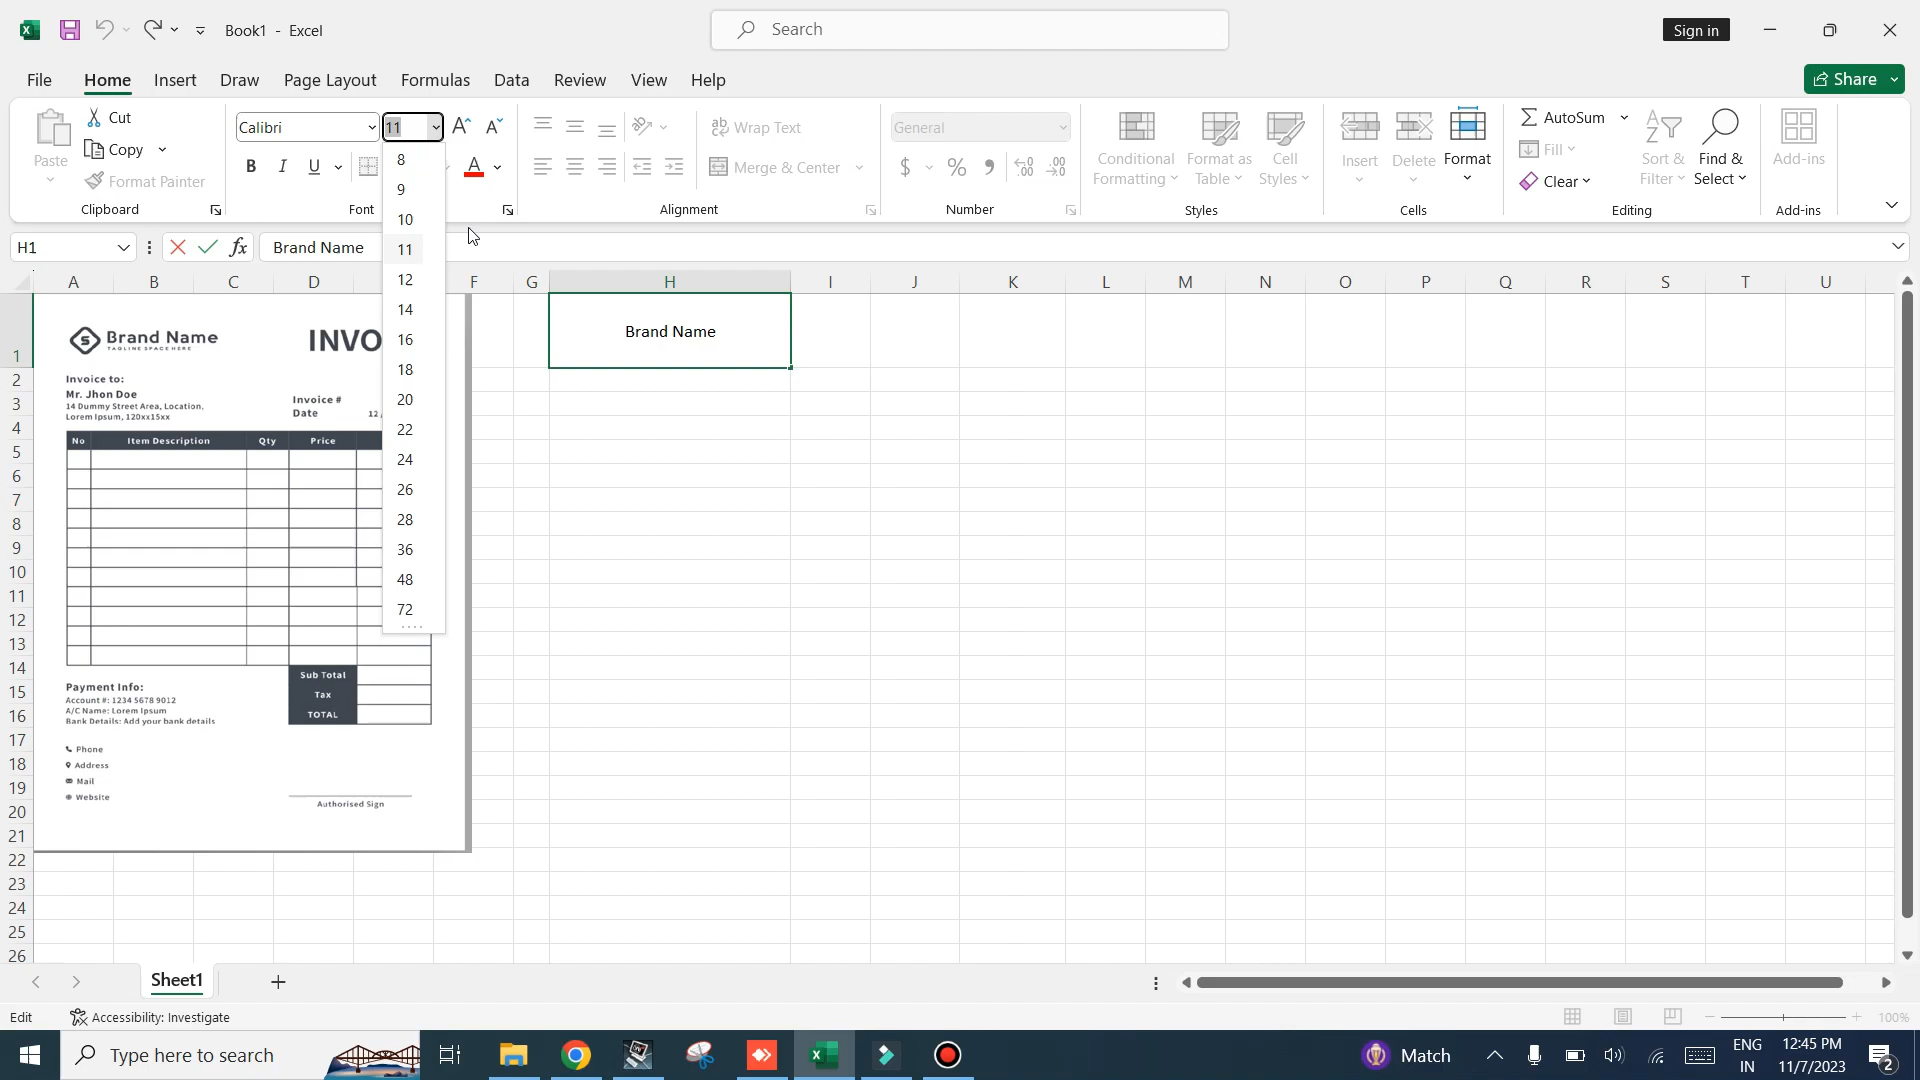 Book1 - Excel
Search
Sign in
File Home Insert Draw Page Layout Formulas Data Review View Help
Share
Paste
Cut
Copy
Format Painter
Clipboard
Calibri
11
B I U
Font
Wrap Text
Merge & Center
Alignment
General
$ %
Number
Conditional Formatting
Format as Table
Cell Styles
Styles
Insert
Delete
Format
Cells
AutoSum
Fill
Clear
Sort & Filter
Find & Select
Editing
Add-ins
Add-ins
H1
fx
Brand Name
8
9
10
11
12
14
16
18
20
22
24
26
28
36
48
72
A B C D F G H I J K L M N O P Q R S T U
1
2
3
4
5
6
7
8
9
10
11
12
13
14
15
16
17
18
19
20
21
22
23
24
25
26
Brand Name
Brand Name
TAGLINE SPACE HERE
INVO
Invoice to:
Mr. Jhon Doe
14 Dummy Street Area, Location,
Lorem Ipsum, 120xx15xx
Invoice #
Date 12 /
No Item Description Qty Price
Sub Total
Tax
TOTAL
Payment Info:
Account #: 1234 5678 9012
A/C Name: Lorem Ipsum
Bank Details: Add your bank details
Phone
Address
Mail
Website
Authorised Sign
Sheet1
Edit
Accessibility: Investigate
100%
Type here to search
Match
ENG
IN
12:45 PM
11/7/2023
2